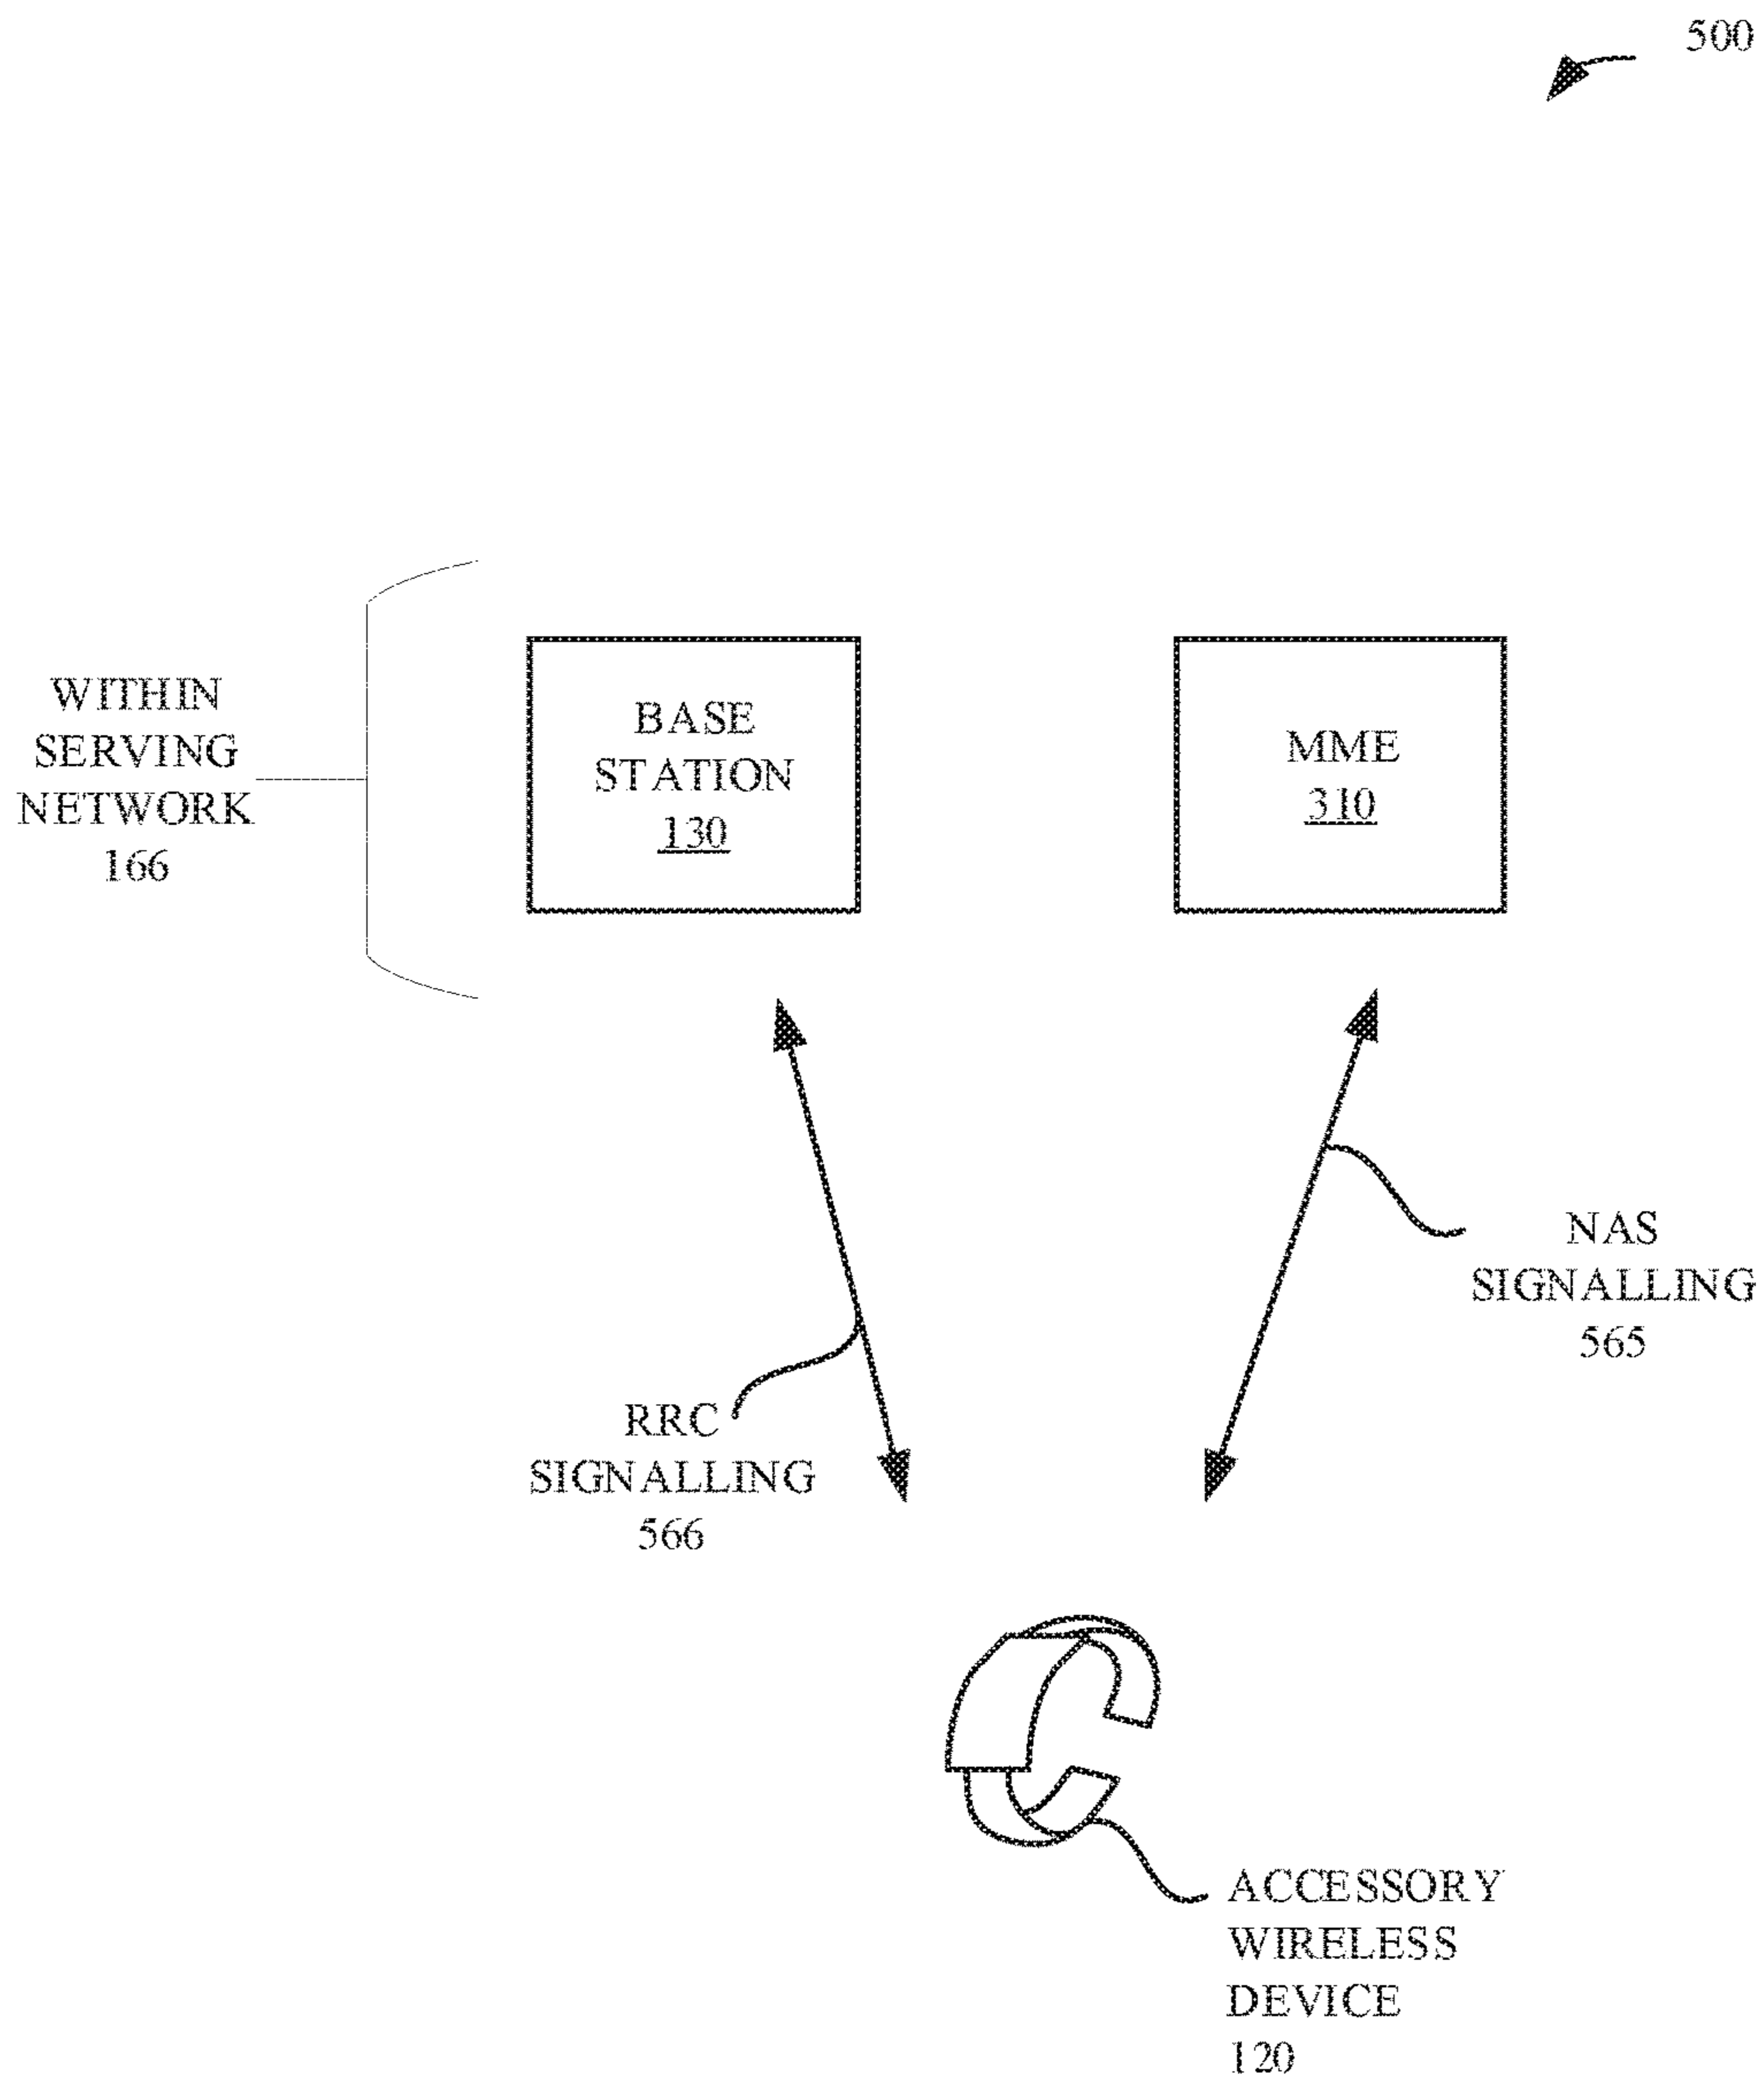 500
WITHIN
SERVING
NETWORK
166
BASE
STATION
130
MME
310
NAS
SIGNALLING
565
RRC
SIGNALLING
566
ACCESSORY
WIRELESS
DEVICE
120